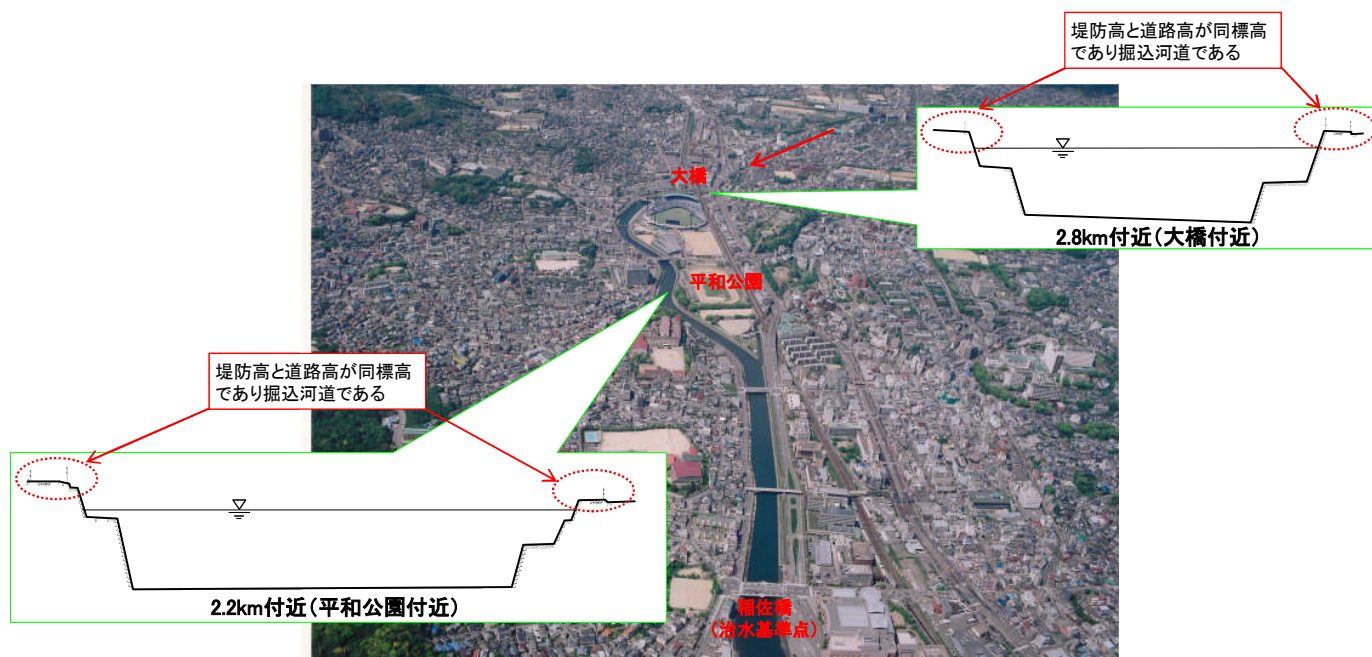 堤防高と道路高が同標高
であり掘込河道である
2.8km付近(大橋付近)
大橋
平和公園
堤防高と道路高が同標高
であり掘込河道である
2.2km付近(平和公園付近)
稲佐橋
(治水基準点)